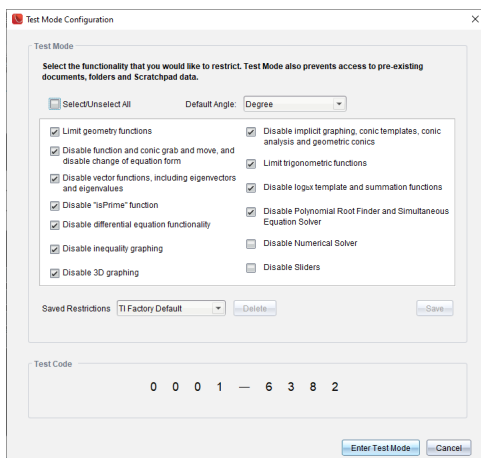 Test Mode Configuration
Test Mode
Select the functionality that you would like to restrict. Test Mode also prevents access to pre-existing
documents, folders and Scratchpad data.
Select/Unselect All
Default Angle: Degree
Limit geometry functions
Disable function and conic grab and move, and
disable change of equation form
Disable vector functions, including eigenvectors
and eigenvalues
Disable "isPrime" function
Disable differential equation functionality
Disable inequality graphing
Disable 3D graphing
Disable implicit graphing, conic templates, conic
analysis and geometric conics
Limit trigonometric functions
Disable logbx template and summation functions
Disable Polynomial Root Finder and Simultaneous
Equation Solver
Disable Numerical Solver
Disable Sliders
Saved Restrictions TI Factory Default Delete Save
Test Code
0 0 0 1 — 6 3 8 2
Enter Test Mode Cancel